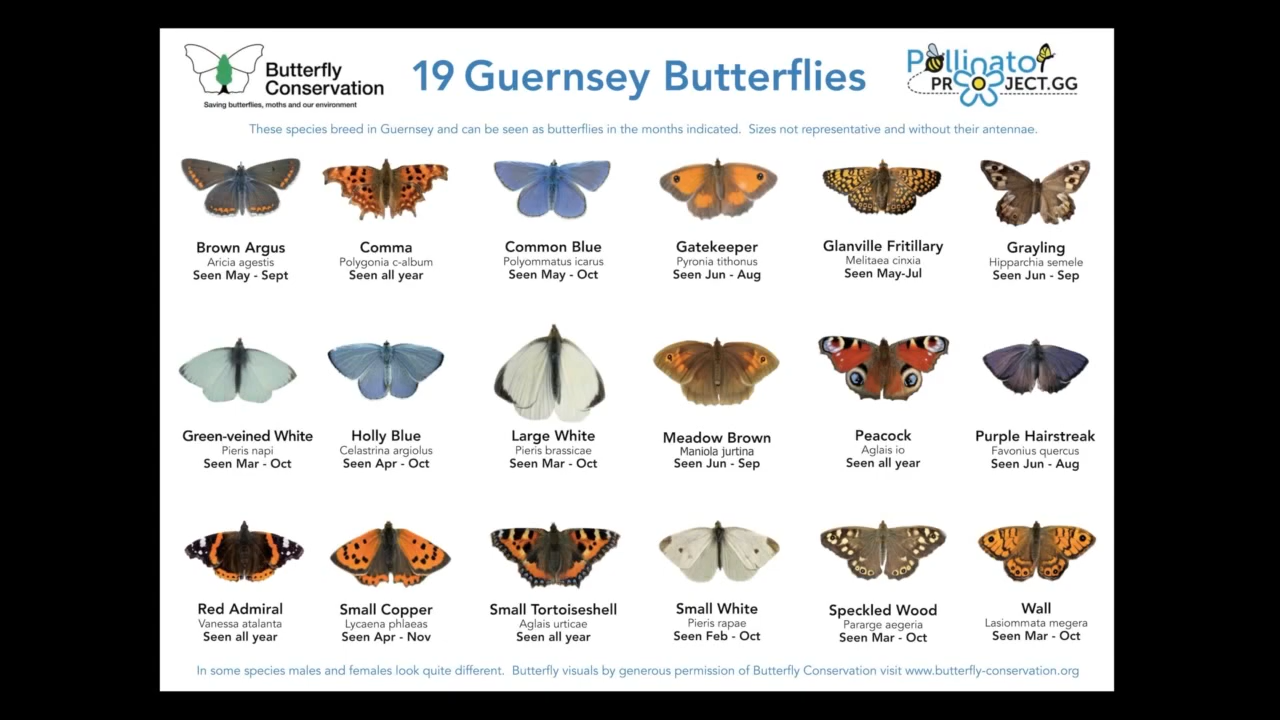 Butterfly
Conservation
Saving butterflies, moths and our environment
19 Guernsey Butterflies
Pollinator
PROJECT.GG
These species breed in Guernsey and can be seen as butterflies in the months indicated. Sizes not representative and without their antennae.
Brown Argus
Aricia agestis
Seen May - Sept
Comma
Polygonia c-album
Seen all year
Common Blue
Polyommatus icarus
Seen May - Oct
Gatekeeper
Pyronia tithonus
Seen Jun - Aug
Glanville Fritillary
Melitaea cinxia
Seen May-Jul
Grayling
Hipparchia semele
Seen Jun - Sep
Green-veined White
Pieris napi
Seen Mar - Oct
Holly Blue
Celastrina argiolus
Seen Apr - Oct
Large White
Pieris brassicae
Seen Mar - Oct
Meadow Brown
Maniola jurtina
Seen Jun - Sep
Peacock
Aglais io
Seen all year
Purple Hairstreak
Favonius quercus
Seen Jun - Aug
Red Admiral
Vanessa atalanta
Seen all year
Small Copper
Lycaena phlaeas
Seen Apr - Nov
Small Tortoiseshell
Aglais urticae
Seen all year
Small White
Pieris rapae
Seen Feb - Oct
Speckled Wood
Pararge aegeria
Seen Mar - Oct
Wall
Lasiommata megera
Seen Mar - Oct
In some species males and females look quite different. Butterfly visuals by generous permission of Butterfly Conservation visit www.butterfly-conservation.org